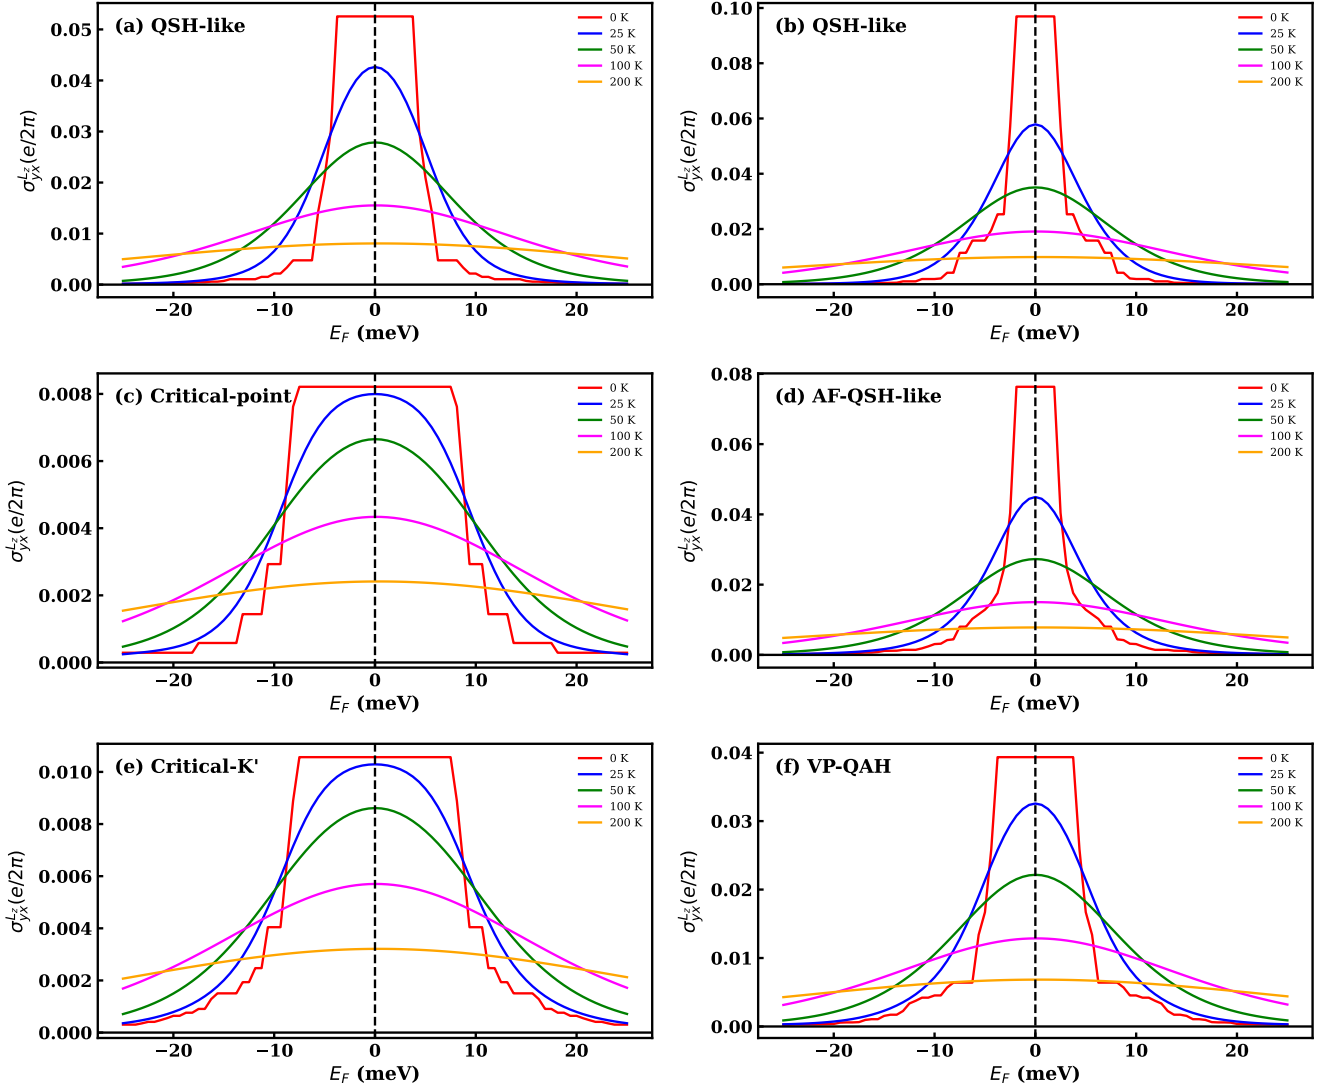 (a) QSH-like
0 K
25 K
50 K
100 K
200 K
0.05
0.04
0.03
0.02
0.01
0.00
σ_{yx}^{L_z}(e/2π)
−20 −10 0 10 20
E_F (meV)
(b) QSH-like
0 K
25 K
50 K
100 K
200 K
0.10
0.08
0.06
0.04
0.02
0.00
σ_{yx}^{L_z}(e/2π)
−20 −10 0 10 20
E_F (meV)
(c) Critical-point
0 K
25 K
50 K
100 K
200 K
0.008
0.006
0.004
0.002
0.000
σ_{yx}^{L_z}(e/2π)
−20 −10 0 10 20
E_F (meV)
(d) AF-QSH-like
0 K
25 K
50 K
100 K
200 K
0.08
0.06
0.04
0.02
0.00
σ_{yx}^{L_z}(e/2π)
−20 −10 0 10 20
E_F (meV)
(e) Critical-K'
0 K
25 K
50 K
100 K
200 K
0.010
0.008
0.006
0.004
0.002
0.000
σ_{yx}^{L_z}(e/2π)
−20 −10 0 10 20
E_F (meV)
(f) VP-QAH
0 K
25 K
50 K
100 K
200 K
0.04
0.03
0.02
0.01
0.00
σ_{yx}^{L_z}(e/2π)
−20 −10 0 10 20
E_F (meV)